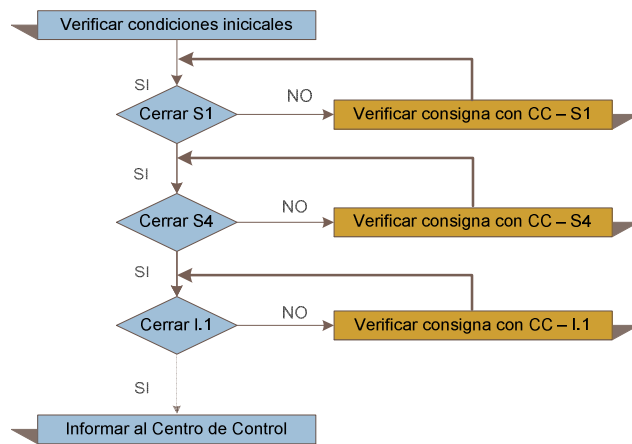 Verificar condiciones inicicales
SI
Cerrar S1
NO
Verificar consigna con CC – S1
SI
Cerrar S4
NO
Verificar consigna con CC – S4
SI
Cerrar I.1
NO
Verificar consigna con CC – I.1
SI
Informar al Centro de Control